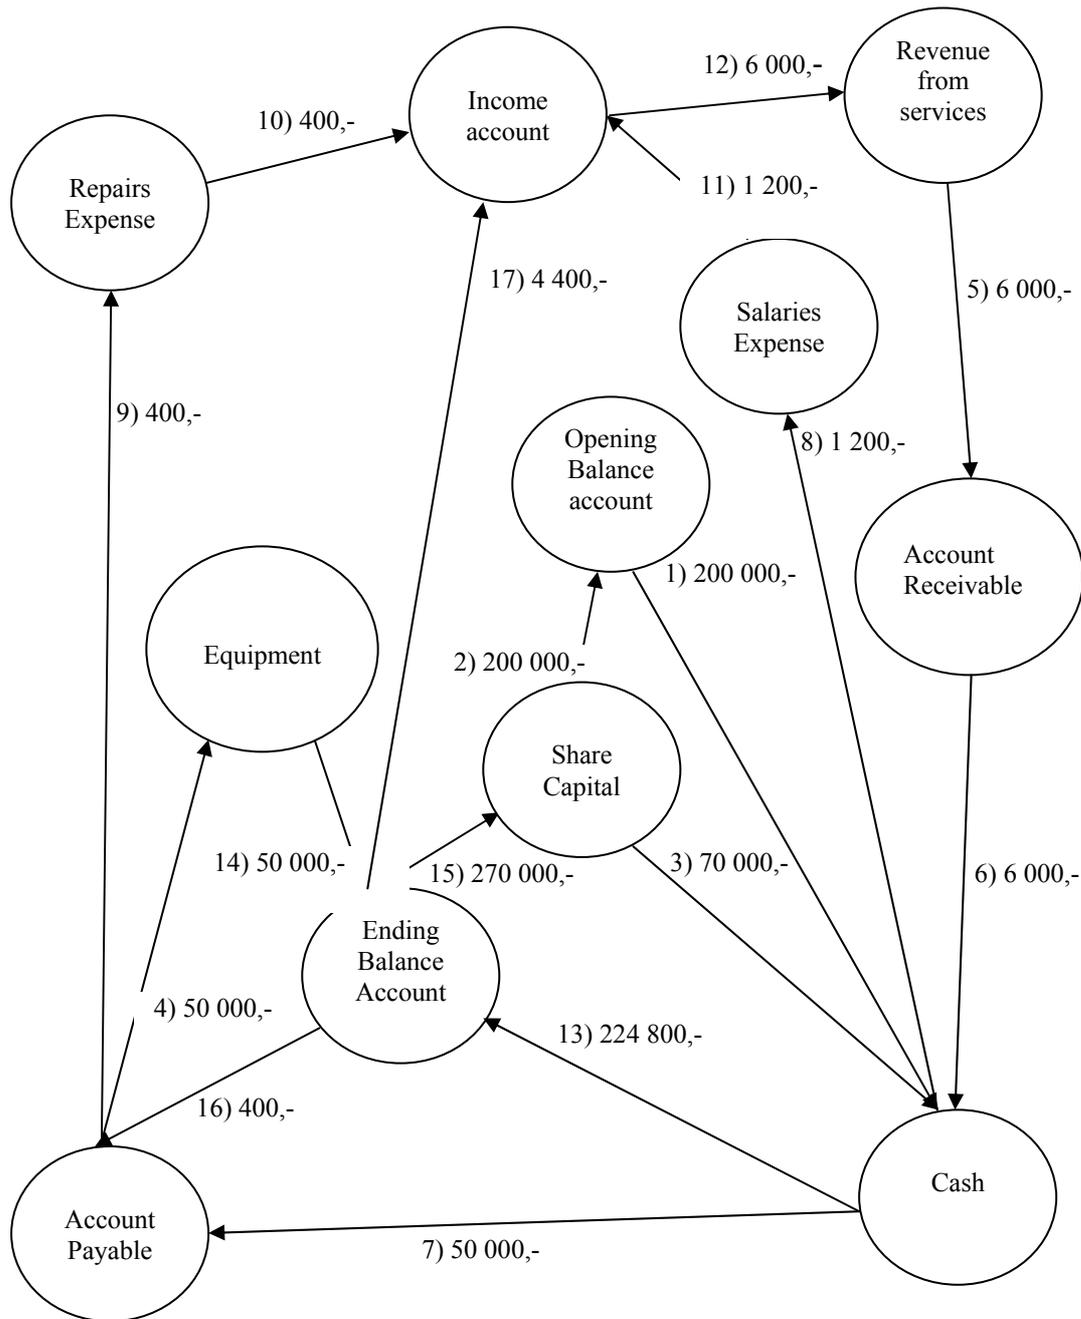 Revenue
from
services
12) 6 000,-
Income
account
10) 400,-
11) 1 200,-
Repairs
Expense
17) 4 400,-
5) 6 000,-
Salaries
Expense
9) 400,-
8) 1 200,-
Opening
Balance
account
Account
Receivable
1) 200 000,-
Equipment
2) 200 000,-
Share
Capital
14) 50 000,-
15) 270 000,-
3) 70 000,-
6) 6 000,-
Ending
Balance
Account
4) 50 000,-
13) 224 800,-
16) 400,-
Cash
Account
Payable
7) 50 000,-